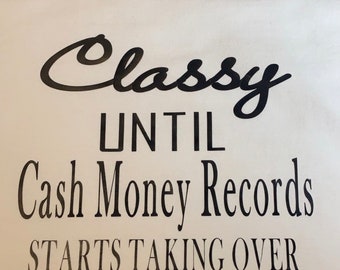 Classy
UNTIL
Cash Money Records
STARTS TAKING OVER